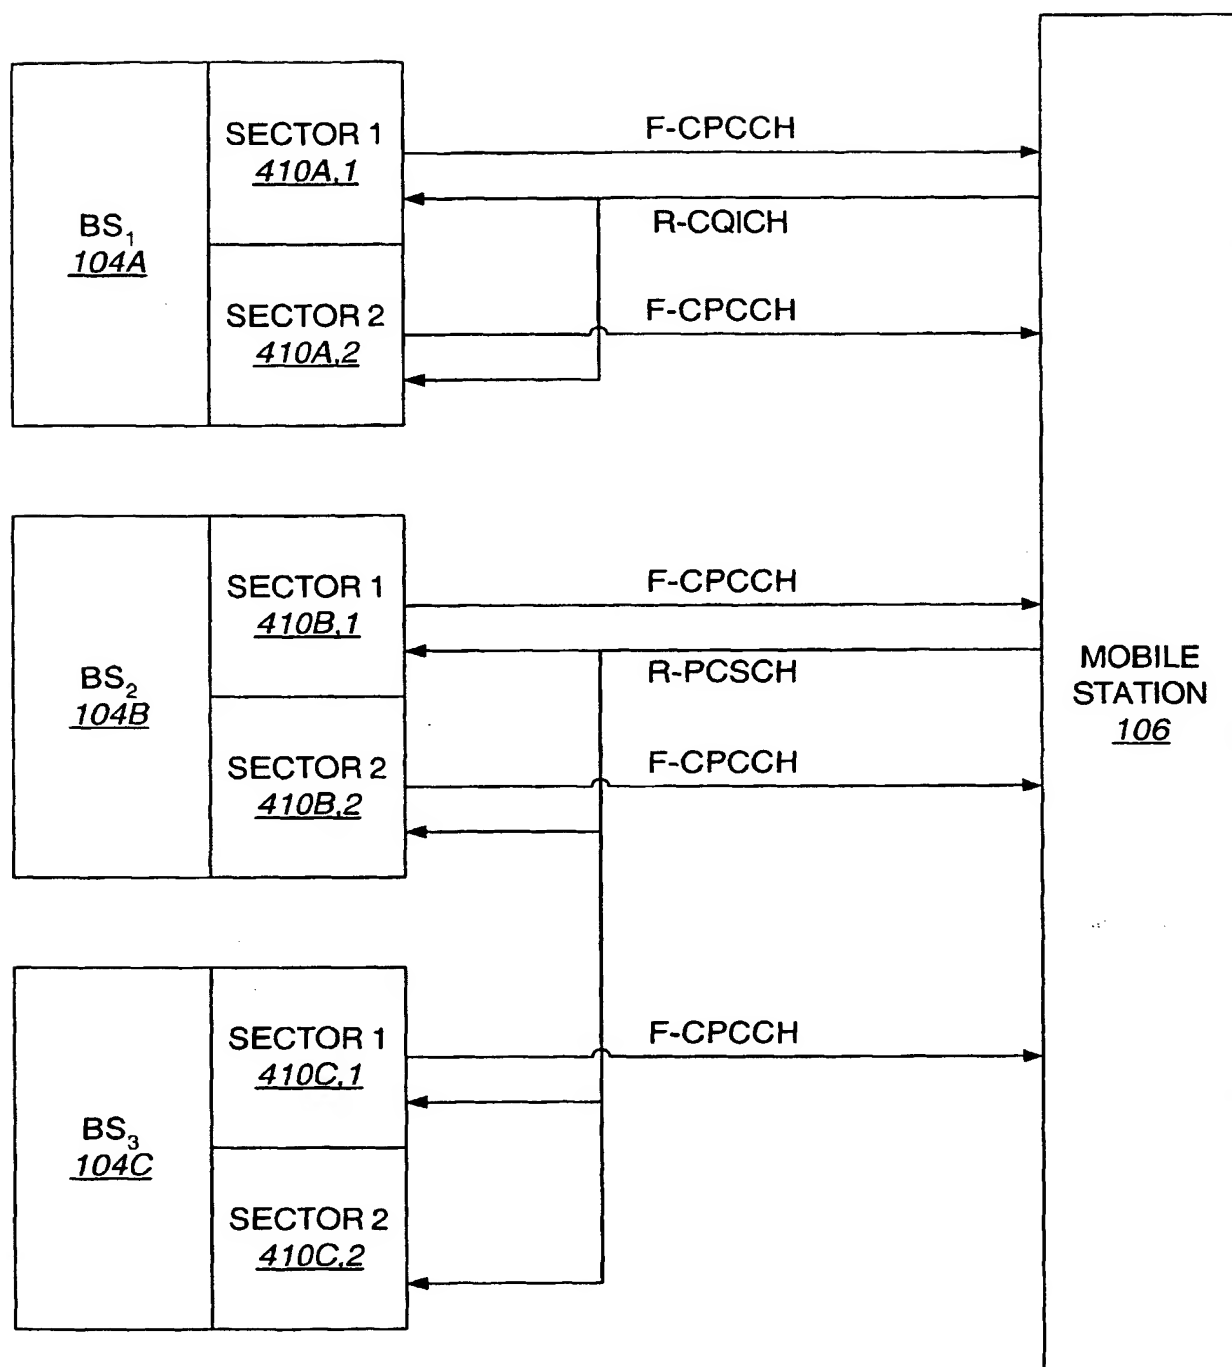 BS1
104A
SECTOR 1
410A,1
SECTOR 2
410A,2
F-CPCCH
R-CQICH
F-CPCCH
BS2
104B
SECTOR 1
410B,1
SECTOR 2
410B,2
F-CPCCH
R-PCSCH
F-CPCCH
MOBILE
STATION
106
BS3
104C
SECTOR 1
410C,1
SECTOR 2
410C,2
F-CPCCH